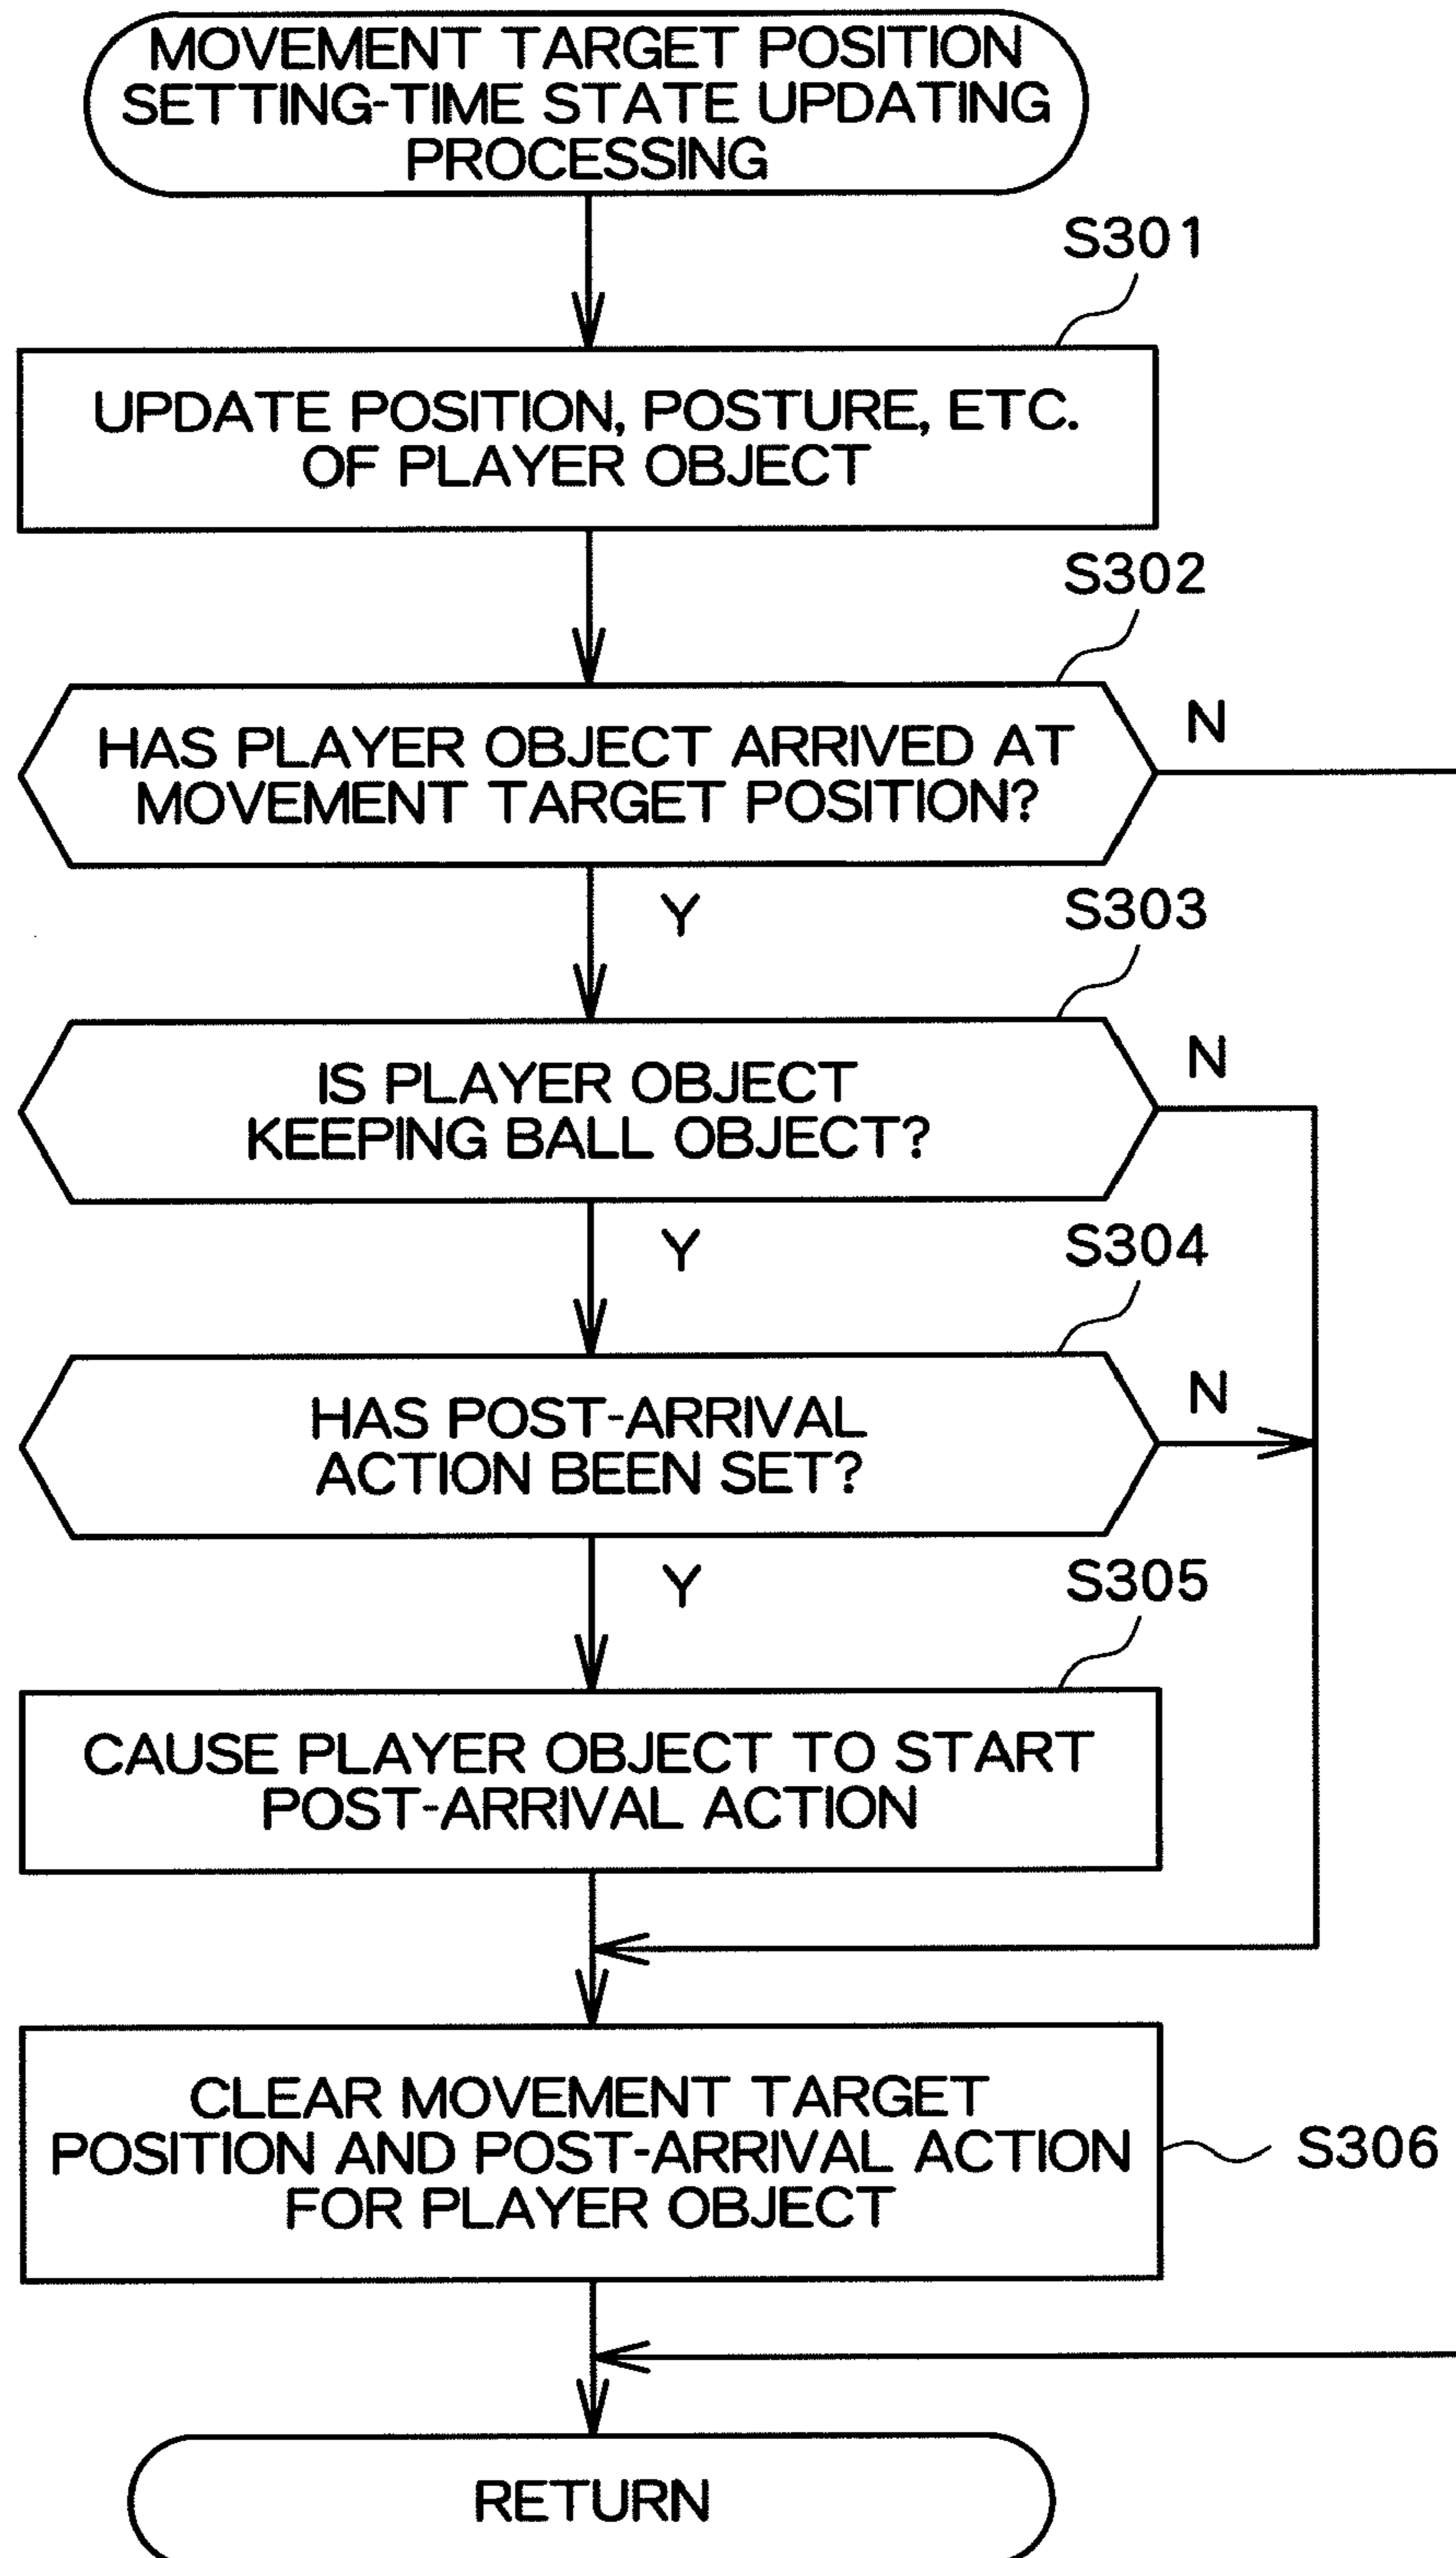 MOVEMENT TARGET POSITION
SETTING-TIME STATE UPDATING
PROCESSING
S301
UPDATE POSITION, POSTURE, ETC.
OF PLAYER OBJECT
S302
HAS PLAYER OBJECT ARRIVED AT
MOVEMENT TARGET POSITION?
N
Y
S303
IS PLAYER OBJECT
KEEPING BALL OBJECT?
N
Y
S304
HAS POST-ARRIVAL
ACTION BEEN SET?
N
Y
S305
CAUSE PLAYER OBJECT TO START
POST-ARRIVAL ACTION
CLEAR MOVEMENT TARGET
POSITION AND POST-ARRIVAL ACTION
FOR PLAYER OBJECT
S306
RETURN